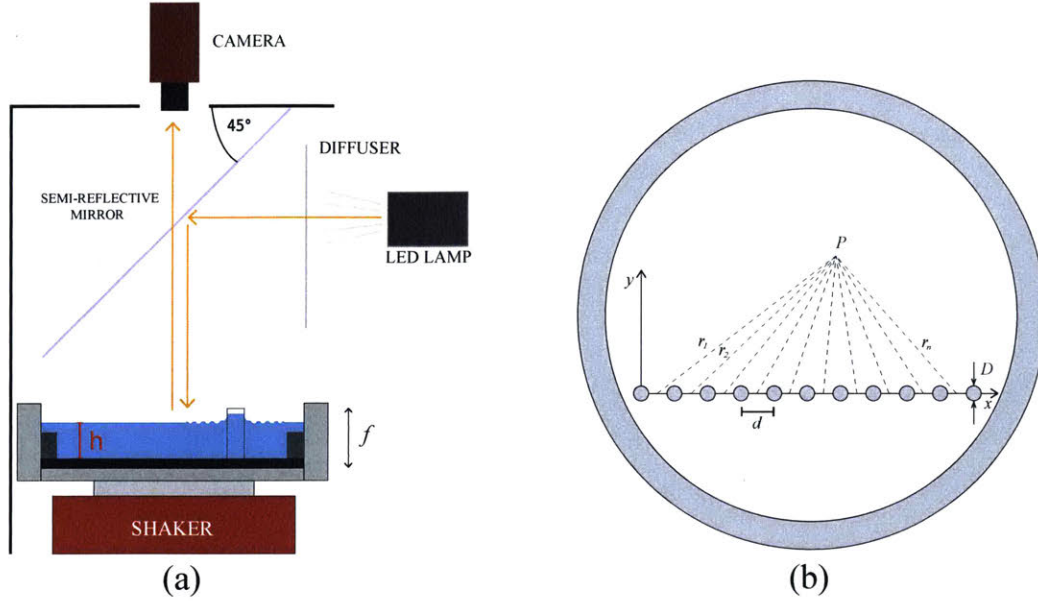 CAMERA
45°
DIFFUSER
SEMI-REFLECTIVE
MIRROR
LED LAMP
h
f
SHAKER
(a)
P
y
r₁
r₂
rₙ
D
x
d
(b)